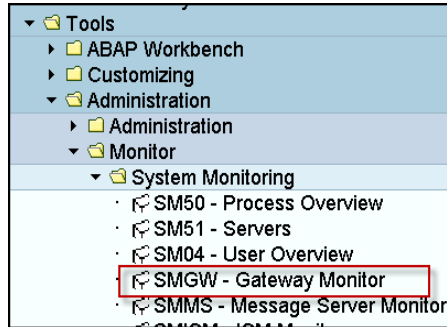 Tools
ABAP Workbench
Customizing
Administration
Administration
Monitor
System Monitoring
SM50 - Process Overview
SM51 - Servers
SM04 - User Overview
SMGW - Gateway Monitor
SMMS - Message Server Monitor